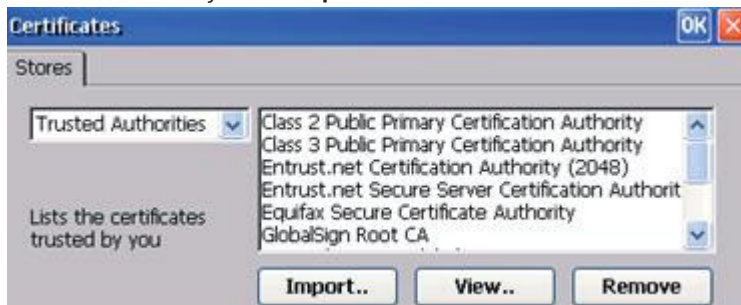 Certificates
OK
Stores
Trusted Authorities
Class 2 Public Primary Certification Authority
Class 3 Public Primary Certification Authority
Entrust.net Certification Authority (2048)
Entrust.net Secure Server Certification Authorit
Equifax Secure Certificate Authority
GlobalSign Root CA
Lists the certificates
trusted by you
Import..
View..
Remove